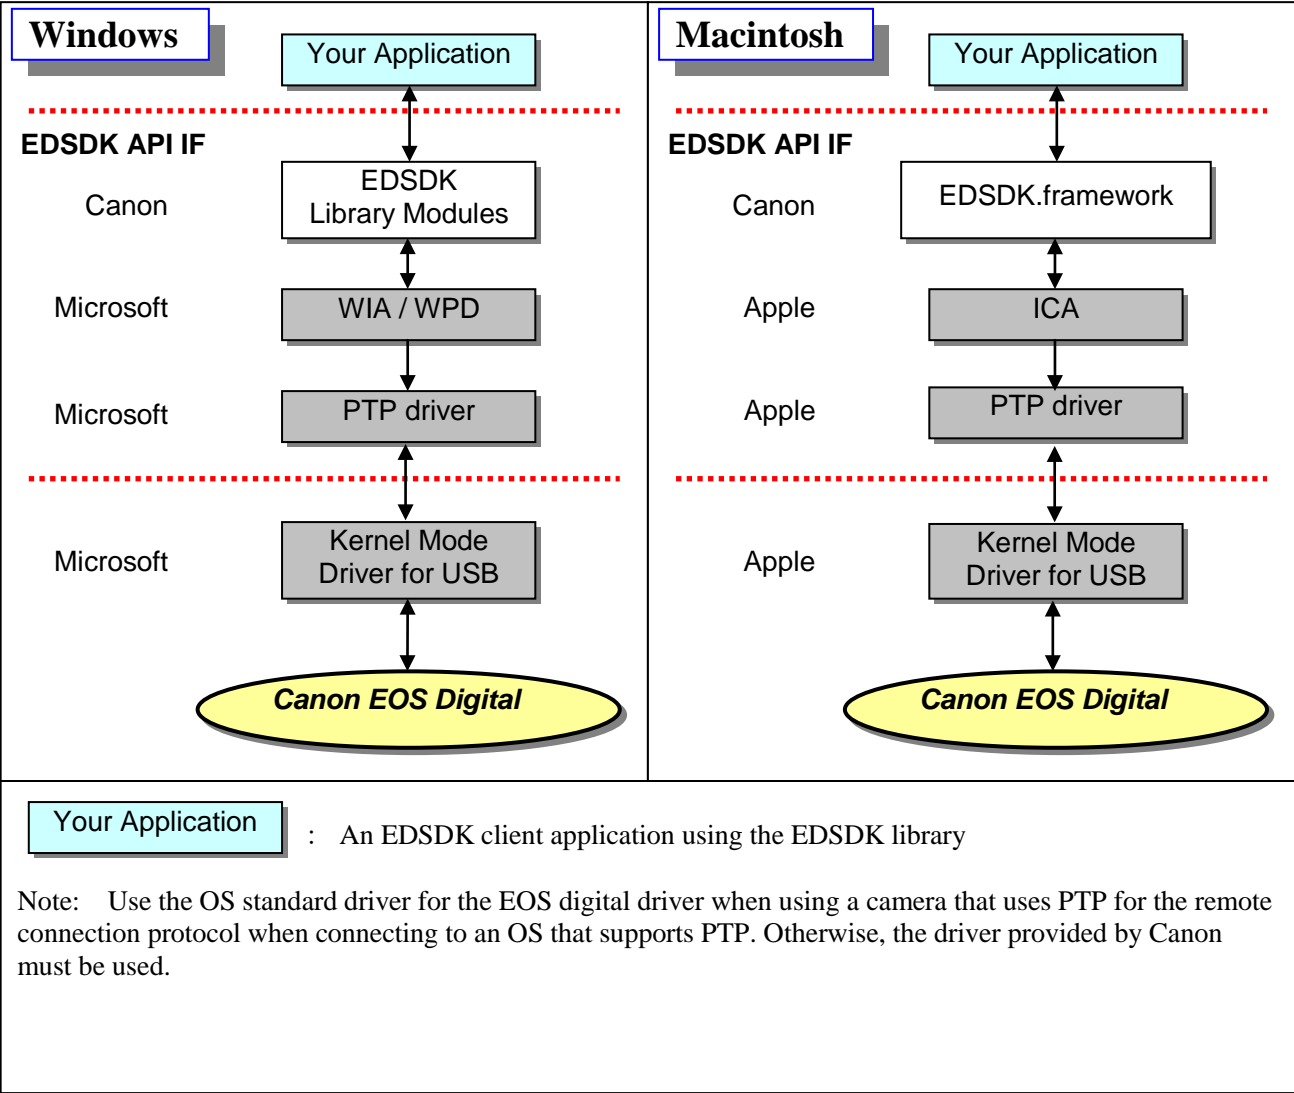 Windows
Your Application
EDSDK API IF
Canon
EDSDK
Library Modules
Microsoft
WIA / WPD
Microsoft
PTP driver
Microsoft
Kernel Mode
Driver for USB
Canon EOS Digital
Macintosh
Your Application
EDSDK API IF
Canon
EDSDK.framework
Apple
ICA
Apple
PTP driver
Apple
Kernel Mode
Driver for USB
Canon EOS Digital
Your Application : An EDSDK client application using the EDSDK library
Note: Use the OS standard driver for the EOS digital driver when using a camera that uses PTP for the remote
connection protocol when connecting to an OS that supports PTP. Otherwise, the driver provided by Canon
must be used.